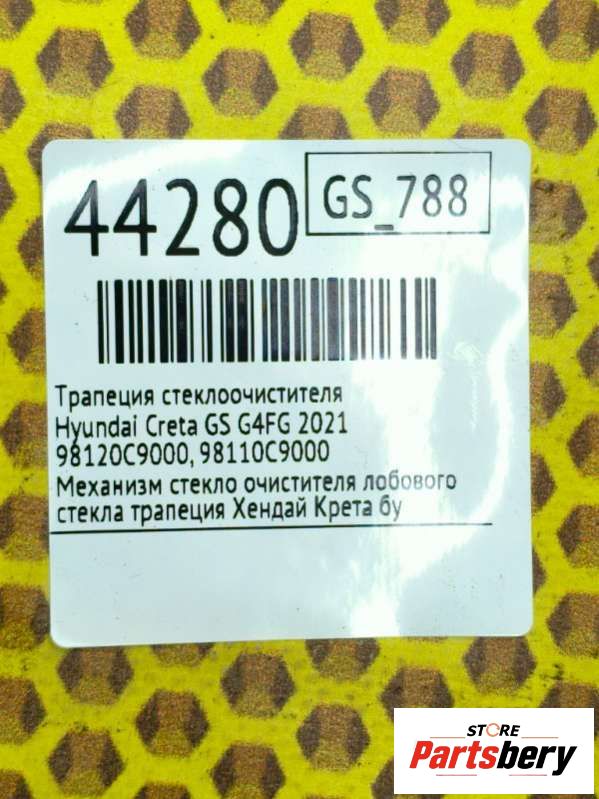 44280
GS_788
Трапеция стеклоочистителя
Hyundai Creta GS G4FG 2021
98120C9000, 98110C9000
Механизм стекло очистителя лобового
стекла трапеция Хендай Крета бу
STORE
Partsbery